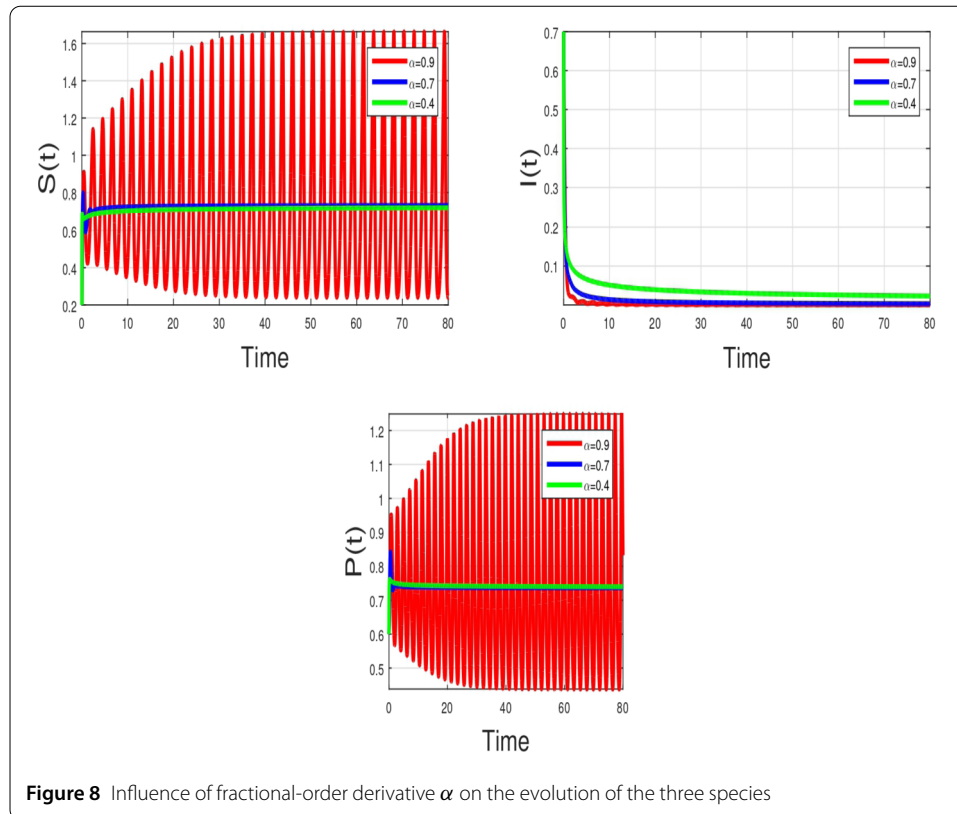 1.6
1.4
1.2
1
0.8
0.6
0.4
0.2
S(t)
0 10 20 30 40 50 60 70 80
Time
α=0.9
α=0.7
α=0.4
0.7
0.6
0.5
0.4
0.3
0.2
0.1
I(t)
0 10 20 30 40 50 60 70 80
Time
α=0.9
α=0.7
α=0.4
1.2
1.1
1
0.9
0.8
0.7
0.6
0.5
P(t)
0 20 40 60 80
Time
α=0.9
α=0.7
α=0.4
Figure 8 Influence of fractional-order derivative α on the evolution of the three species